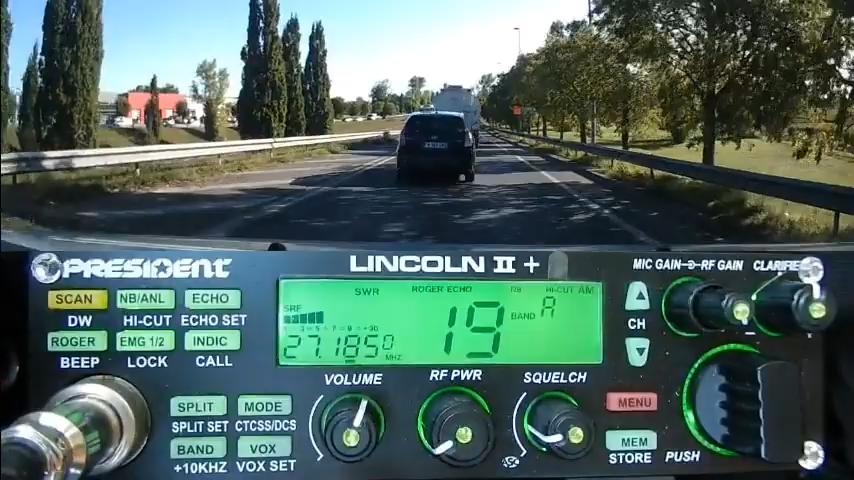 PRESIDENT LINCOLN II +
MIC GAIN RF GAIN CLARIFIER
SCAN NB/ANL ECHO
DW HI-CUT ECHO SET
ROGER EMG 1/2 INDIC
BEEP LOCK CALL
SWR ROGER ECHO NB HI-CUT AM
SRF
19 BAND A
27.1850 MHZ
CH
VOLUME RF PWR SQUELCH
MENU
SPLIT MODE
SPLIT SET CTCSS/DCS
SPLIT VOX
+10KHZ VOX SET
MEM
STORE PUSH